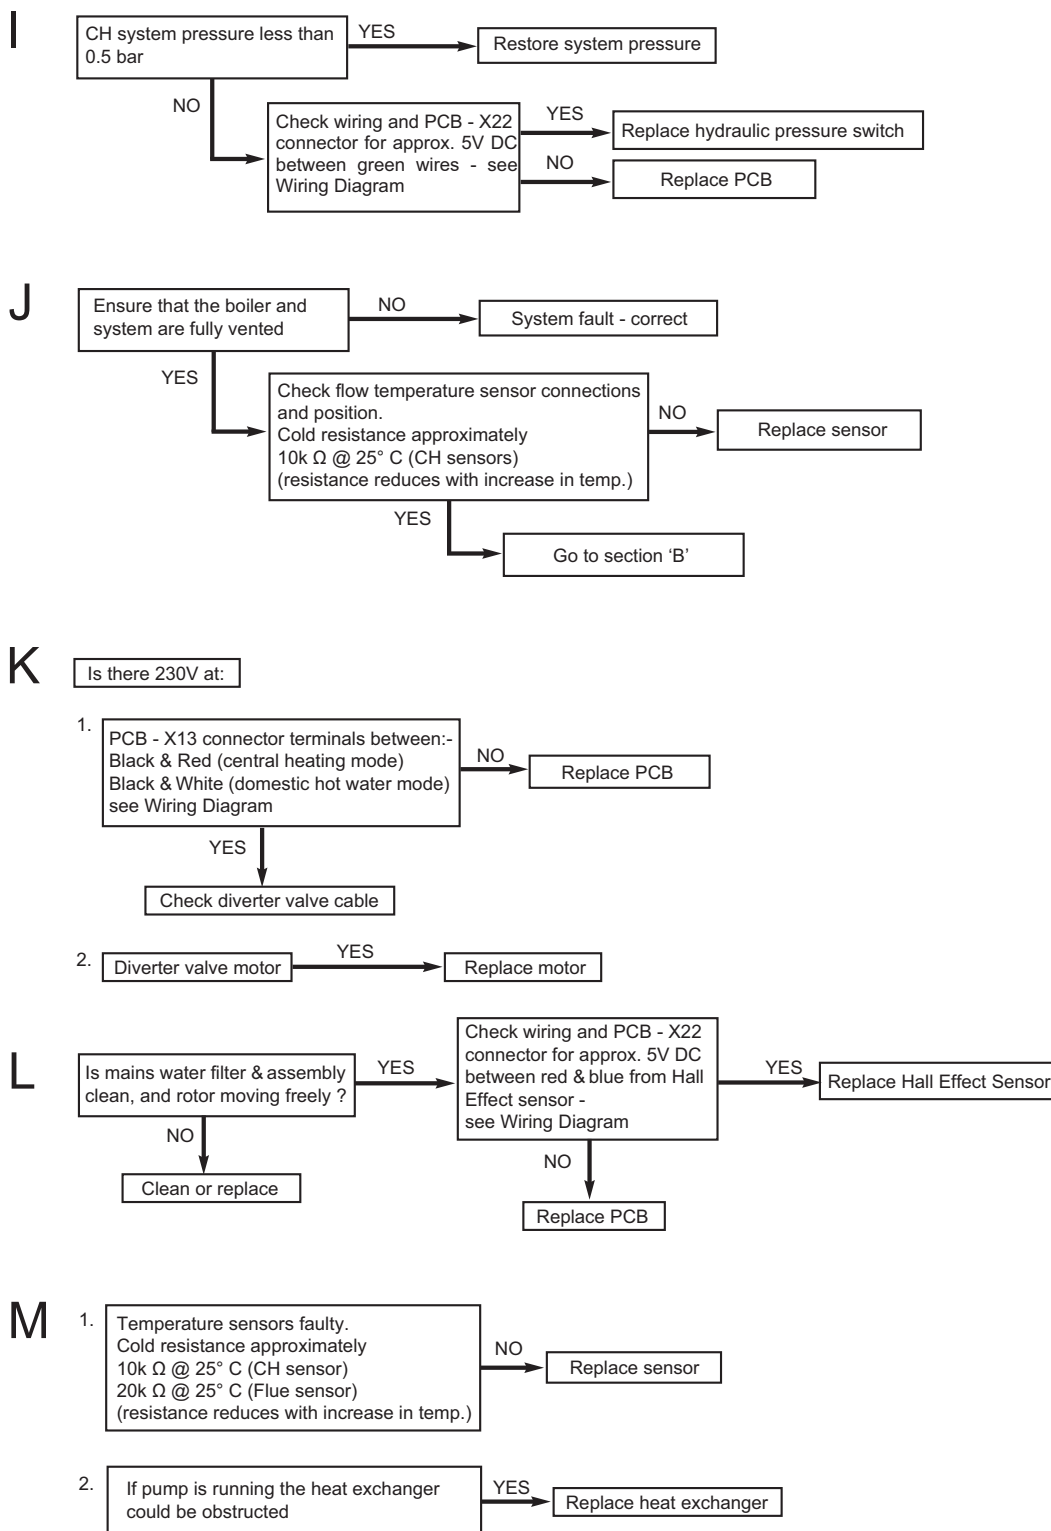 I
CH system pressure less than
0.5 bar
YES
Restore system pressure
NO
Check wiring and PCB - X22
connector for approx. 5V DC
between green wires - see
Wiring Diagram
YES
Replace hydraulic pressure switch
NO
Replace PCB
J
Ensure that the boiler and
system are fully vented
NO
System fault - correct
YES
Check flow temperature sensor connections
and position.
Cold resistance approximately
10k Ω @ 25° C (CH sensors)
(resistance reduces with increase in temp.)
NO
Replace sensor
YES
Go to section ‘B’
K
Is there 230V at:
1.
PCB - X13 connector terminals between:-
Black & Red (central heating mode)
Black & White (domestic hot water mode)
see Wiring Diagram
NO
Replace PCB
YES
Check diverter valve cable
2.
Diverter valve motor
YES
Replace motor
L
Is mains water filter & assembly
clean, and rotor moving freely ?
YES
Check wiring and PCB - X22
connector for approx. 5V DC
between red & blue from Hall
Effect sensor -
see Wiring Diagram
YES
Replace Hall Effect Sensor
NO
Clean or replace
NO
Replace PCB
M
1.
Temperature sensors faulty.
Cold resistance approximately
10k Ω @ 25° C (CH sensor)
20k Ω @ 25° C (Flue sensor)
(resistance reduces with increase in temp.)
NO
Replace sensor
2.
If pump is running the heat exchanger
could be obstructed
YES
Replace heat exchanger